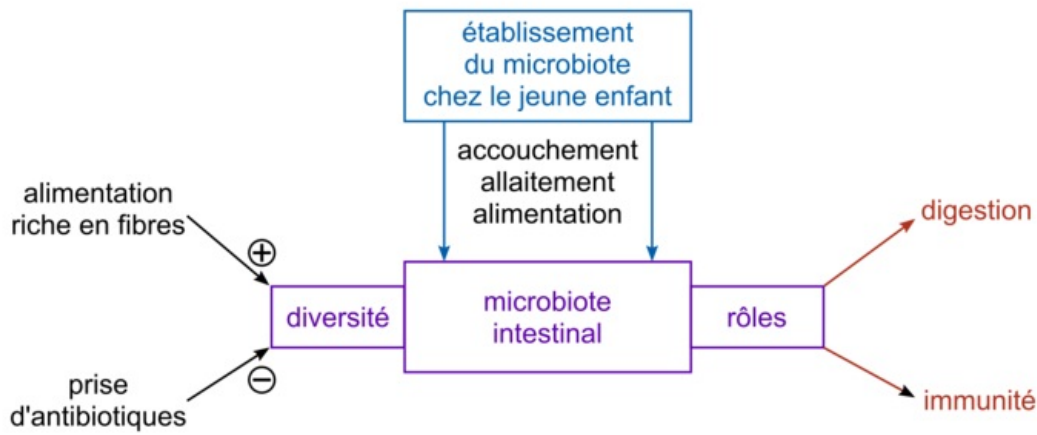 établissement
du microbiote
chez le jeune enfant
accouchement
allaitement
alimentation
alimentation
riche en fibres
+
diversité
microbiote
intestinal
rôles
digestion
−
prise
d'antibiotiques
immunité